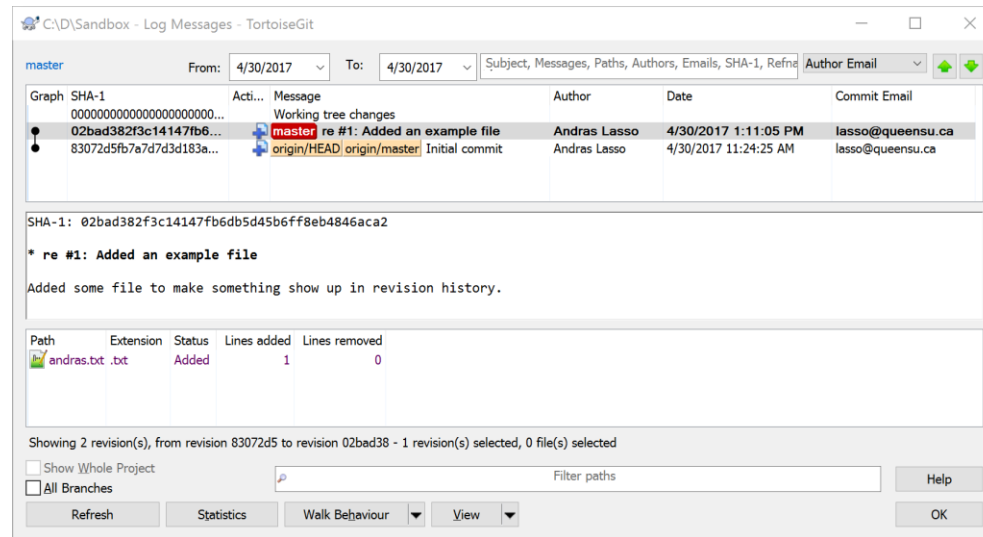 C:\D\Sandbox - Log Messages - TortoiseGit
master From: 4/30/2017 To: 4/30/2017 Subject, Messages, Paths, Authors, Emails, SHA-1, Refna Author Email
Graph SHA-1 Acti... Message Author Date Commit Email
0000000000000000000000... Working tree changes
02bad382f3c14147fb6... master re #1: Added an example file Andras Lasso 4/30/2017 1:11:05 PM lasso@queensu.ca
83072d5fb7a7d7d3d183a... origin/HEAD origin/master Initial commit Andras Lasso 4/30/2017 11:24:25 AM lasso@queensu.ca
SHA-1: 02bad382f3c14147fb6db5d45b6ff8eb4846aca2
* re #1: Added an example file
Added some file to make something show up in revision history.
Path Extension Status Lines added Lines removed
andras.txt .txt Added 1 0
Showing 2 revision(s), from revision 83072d5 to revision 02bad38 - 1 revision(s) selected, 0 file(s) selected
Show Whole Project
All Branches
Filter paths
Help
Refresh Statistics Walk Behaviour View OK